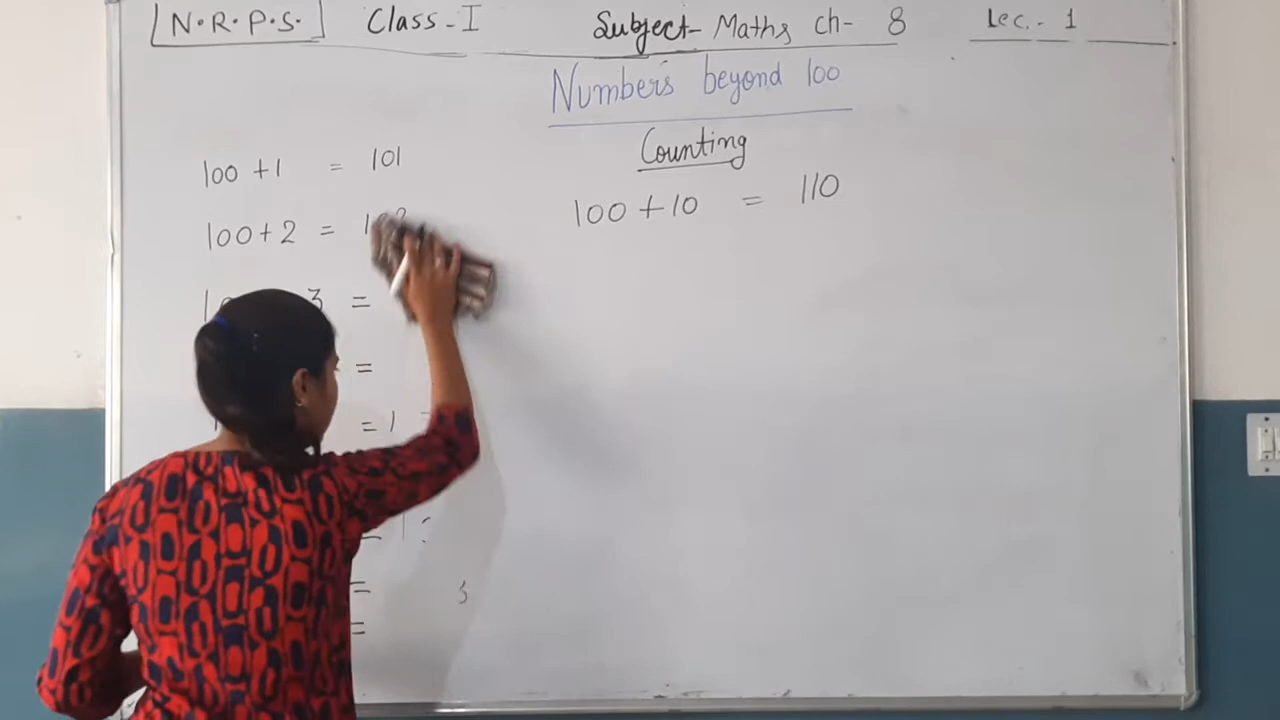 N.R.P.S. Class-I Subject- Maths ch- 8 Lec.- 1
Numbers beyond 100
Counting
100 +1 = 101
100+2 =
3 =
=
=
=
=
=
100+10 = 110